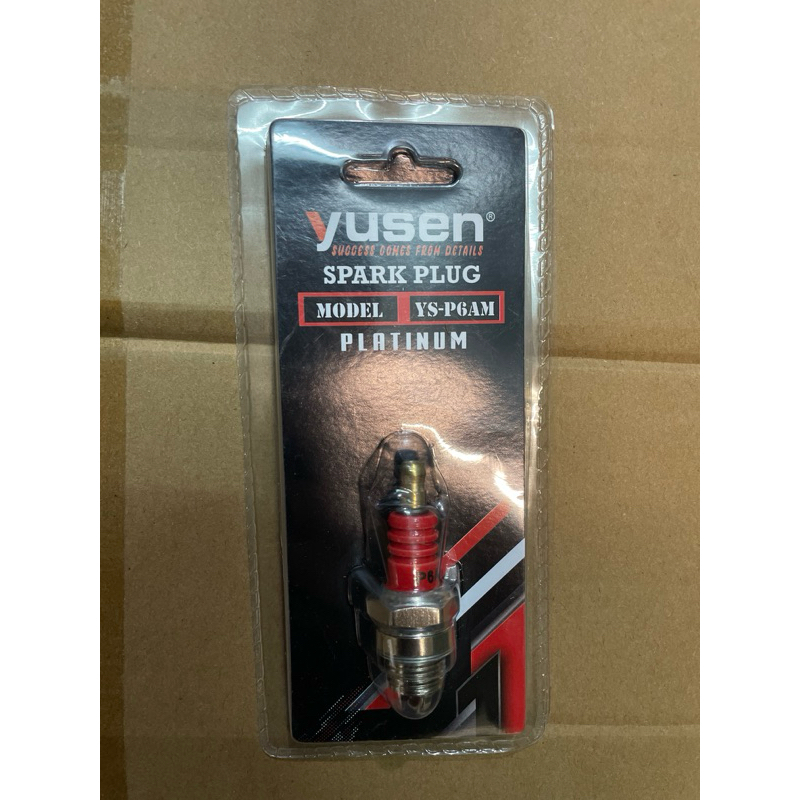 yusen®
SUCCESS COMES FROM DETAILS
SPARK PLUG
MODEL YS-P6AM
PLATINUM